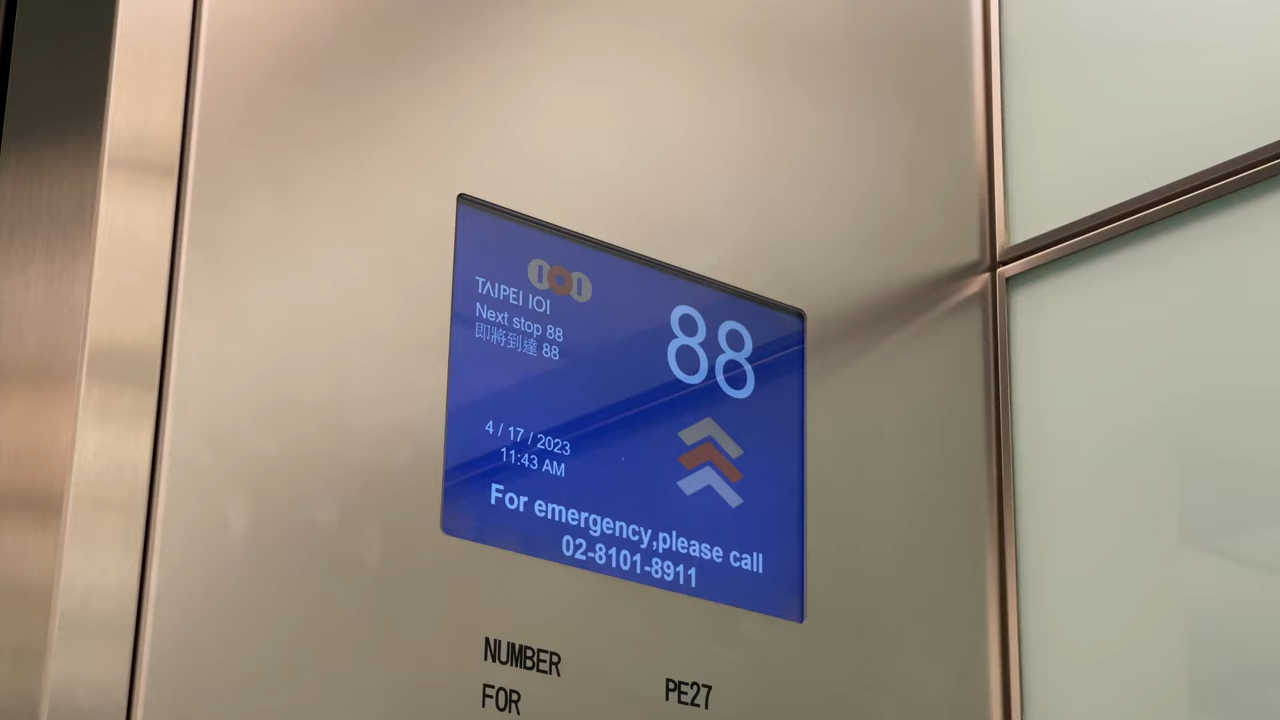 TAIPEI 101
Next stop 88
即將到達 88
88
4 / 17 / 2023
11:43 AM
For emergency,please call
02-8101-8911
NUMBER PE27
FOR